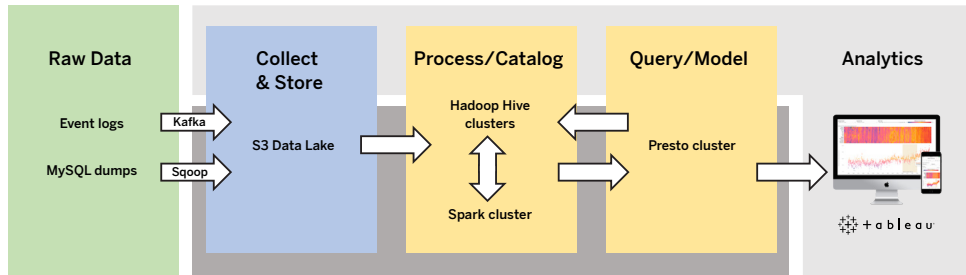 Raw Data
Event logs
MySQL dumps
Kafka
Sqoop
Collect
& Store
S3 Data Lake
Process/Catalog
Hadoop Hive
clusters
Spark cluster
Query/Model
Presto cluster
Analytics
+ a b l e a u